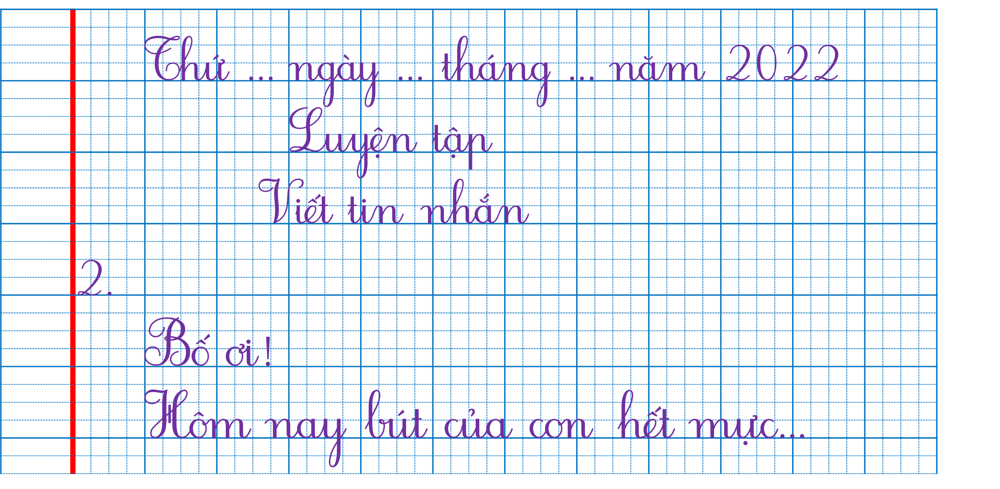 Thứ ... ngày ... tháng ... năm 2022
Luyện tập
Viết tin nhắn
2.
Bố ơi!
Hôm nay bút của con hết mực...